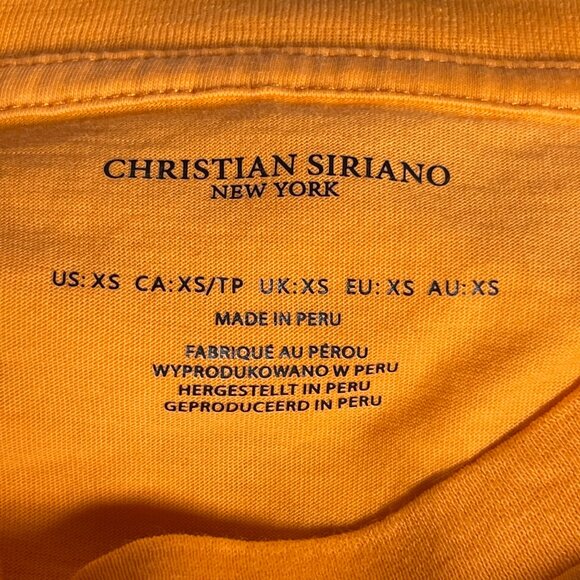 CHRISTIAN SIRIANO
NEW YORK
US: XS CA: XS/TP UK: XS EU: XS AU: XS
MADE IN PERU
FABRIQUÉ AU PÉROU
WYPRODUKOWANO W PERU
HERGESTELLT IN PERU
GEPRODUCEERD IN PERU